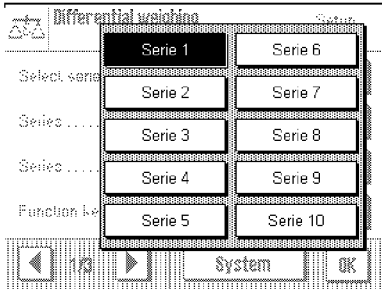 Differential weighing
Setup
Serie 1
Serie 6
Select serie
Serie 2
Serie 7
Series .....
Serie 3
Serie 8
Series .....
Serie 4
Serie 9
Function ke
Serie 5
Serie 10
1/3
System
OK